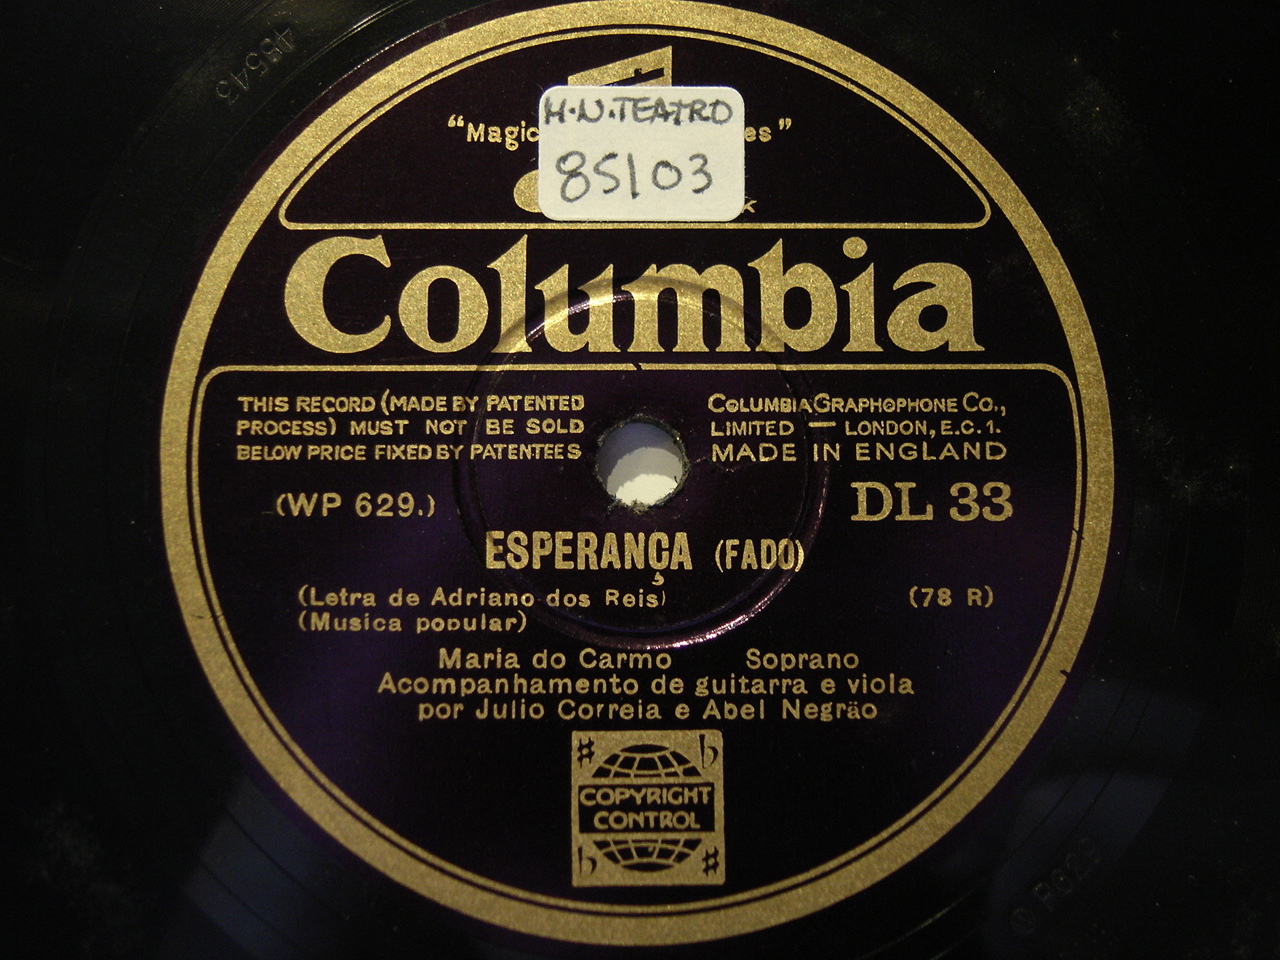 M.N.TEATRO
85103
"Magic
es"
Columbia
THIS RECORD (MADE BY PATENTED
PROCESS) MUST NOT BE SOLD
BELOW PRICE FIXED BY PATENTEES
COLUMBIA GRAPHOPHONE CO.,
LIMITED — LONDON, E.C.1.
MADE IN ENGLAND
(WP 629.)
DL 33
ESPERANÇA (FADO)
(Letra de Adriano dos Reis)
(Musica popular)
(78 R)
Maria do Carmo Soprano
Acompanhamento de guitarra e viola
por Julio Correia e Abel Negrão
COPYRIGHT
CONTROL